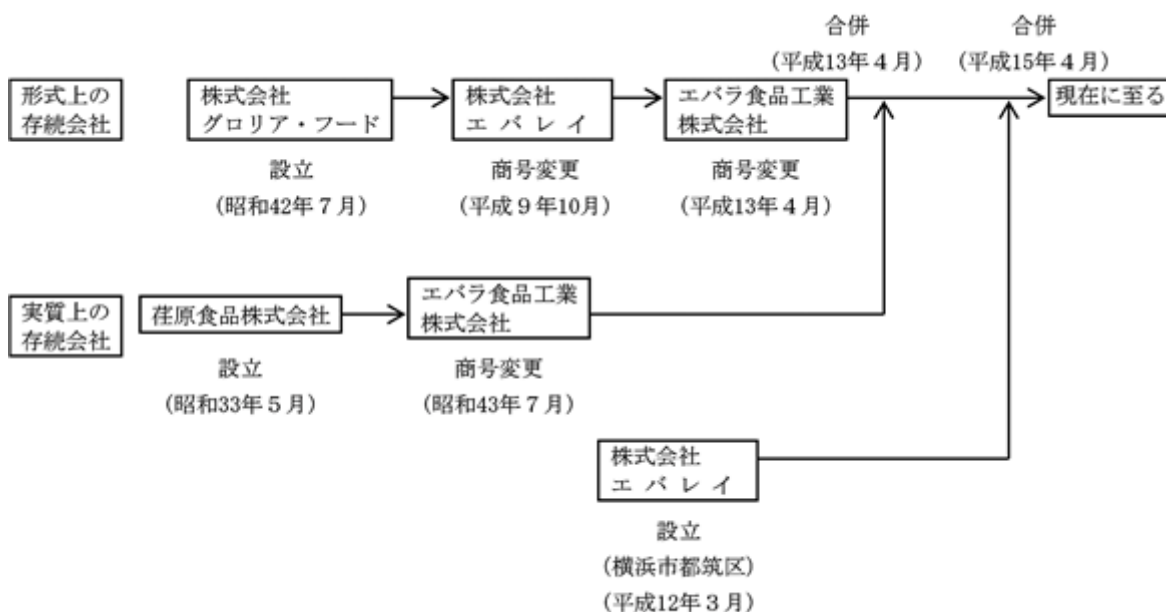 合併
(平成13年4月)
合併
(平成15年4月)
形式上の
存続会社
株式会社
グロリア・フード
株式会社
エ バ レ イ
エバラ食品工業
株式会社
現在に至る
設立
(昭和42年7月)
商号変更
(平成9年10月)
商号変更
(平成13年4月)
実質上の
存続会社
荏原食品株式会社
エバラ食品工業
株式会社
設立
(昭和33年5月)
商号変更
(昭和43年7月)
株式会社
エ バ レ イ
設立
(横浜市都筑区)
(平成12年3月)